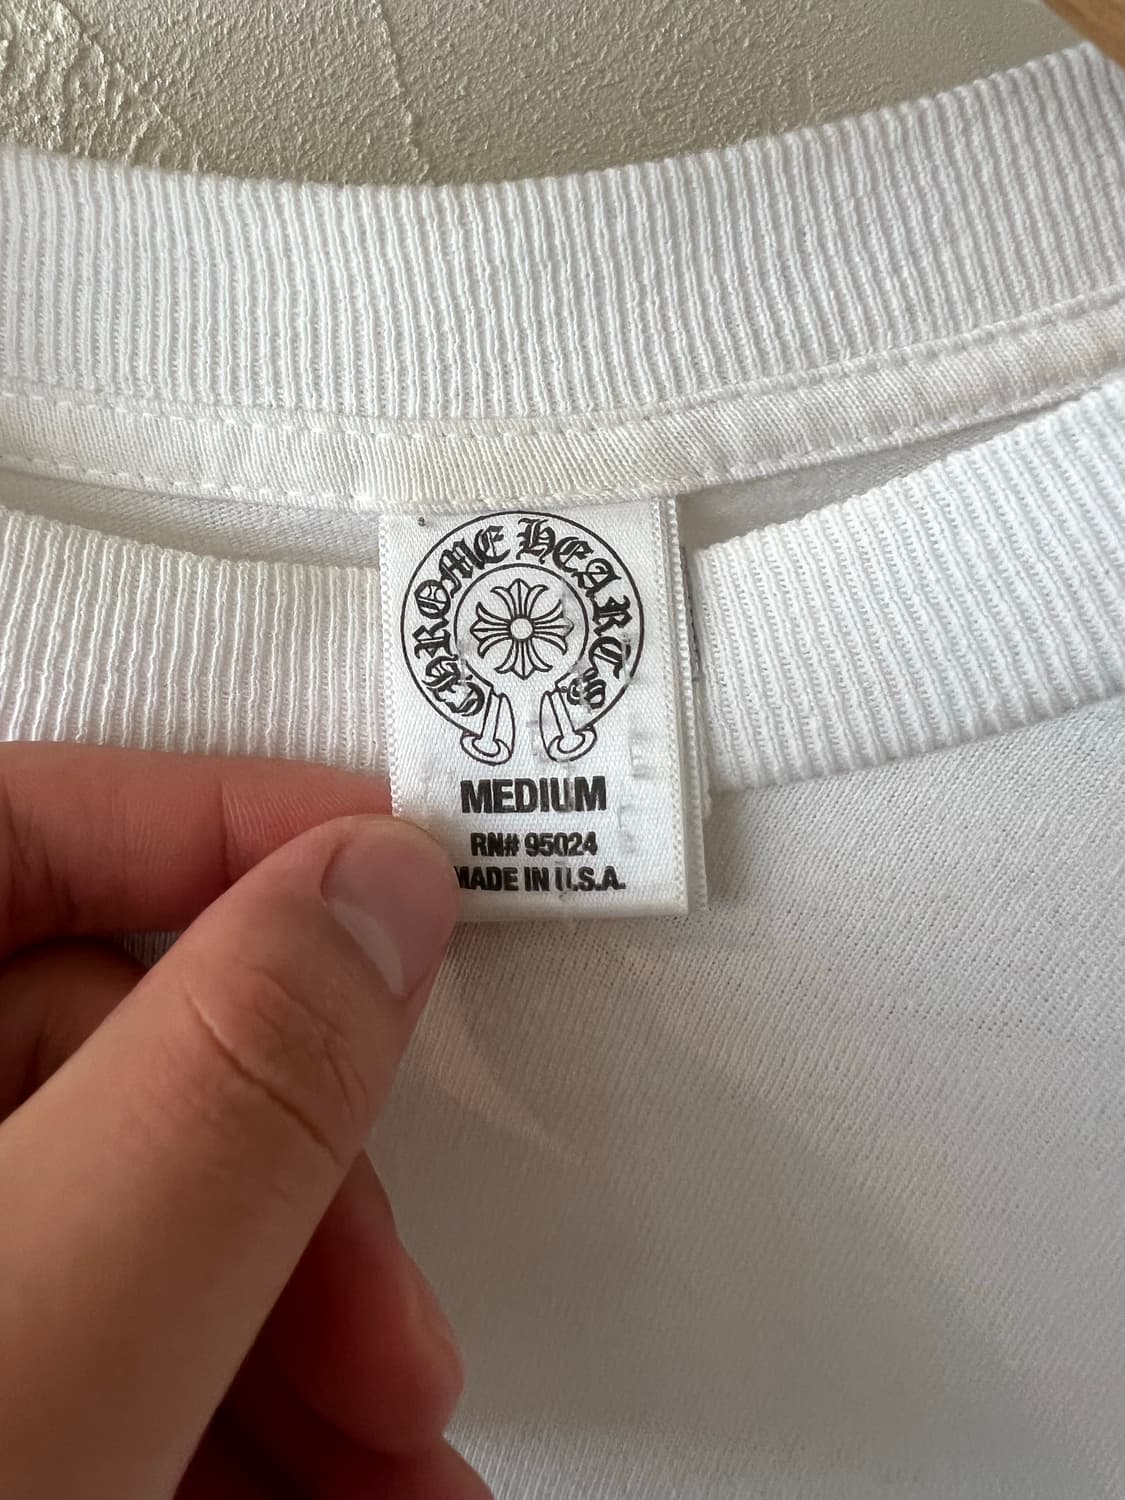 CHROME HEARTS
MEDIUM
RN# 95024
MADE IN U.S.A.